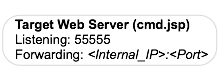 Target Web Server (cmd.jsp)
Listening: 55555
Forwarding: <Internal_IP>:<Port>